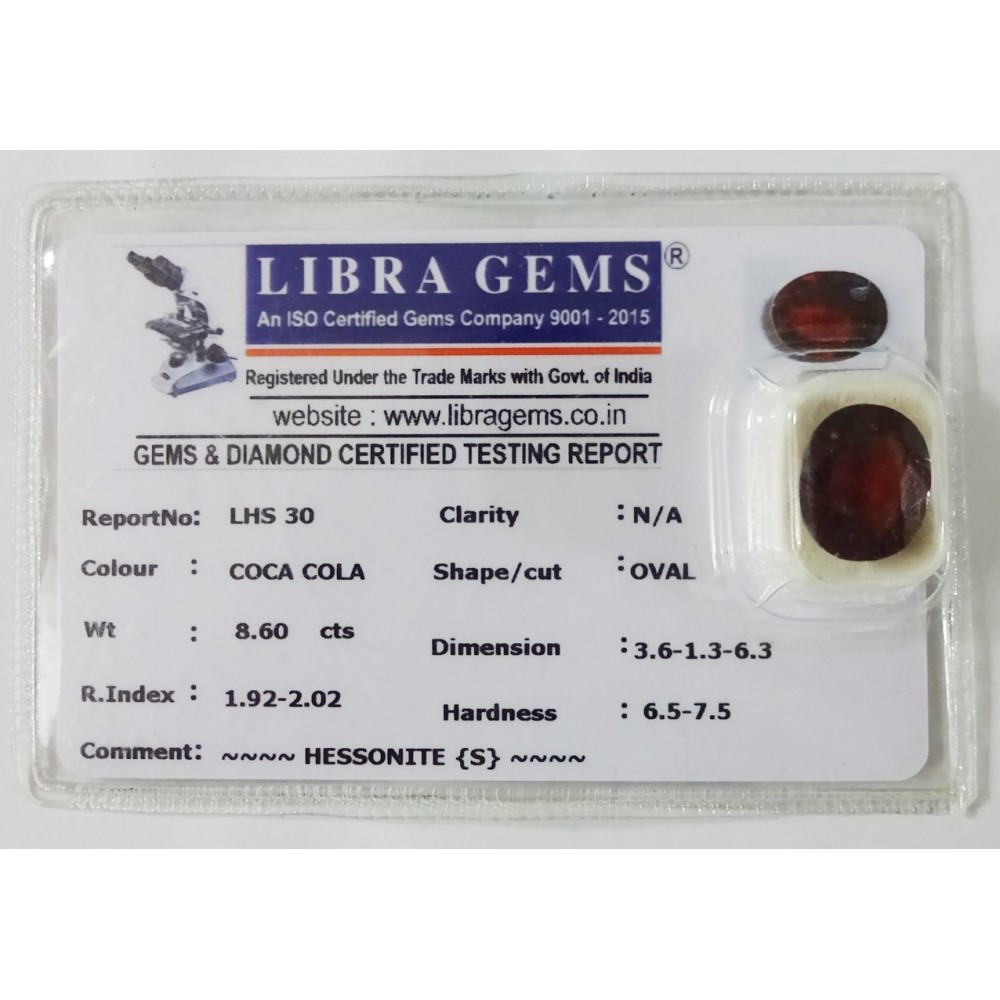 LIBRA GEMS ®
An ISO Certified Gems Company 9001 - 2015
Registered Under the Trade Marks with Govt. of India
website : www.libragems.co.in
GEMS & DIAMOND CERTIFIED TESTING REPORT
ReportNo: LHS 30 Clarity : N/A
Colour : COCA COLA Shape/cut : OVAL
Wt : 8.60 cts Dimension : 3.6-1.3-6.3
R.Index : 1.92-2.02 Hardness : 6.5-7.5
Comment: ~~~~ HESSONITE {S} ~~~~